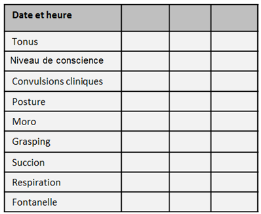 Date et heure
Tonus
Niveau de conscience
Convulsions cliniques
Posture
Moro
Grasping
Succion
Respiration
Fontanelle